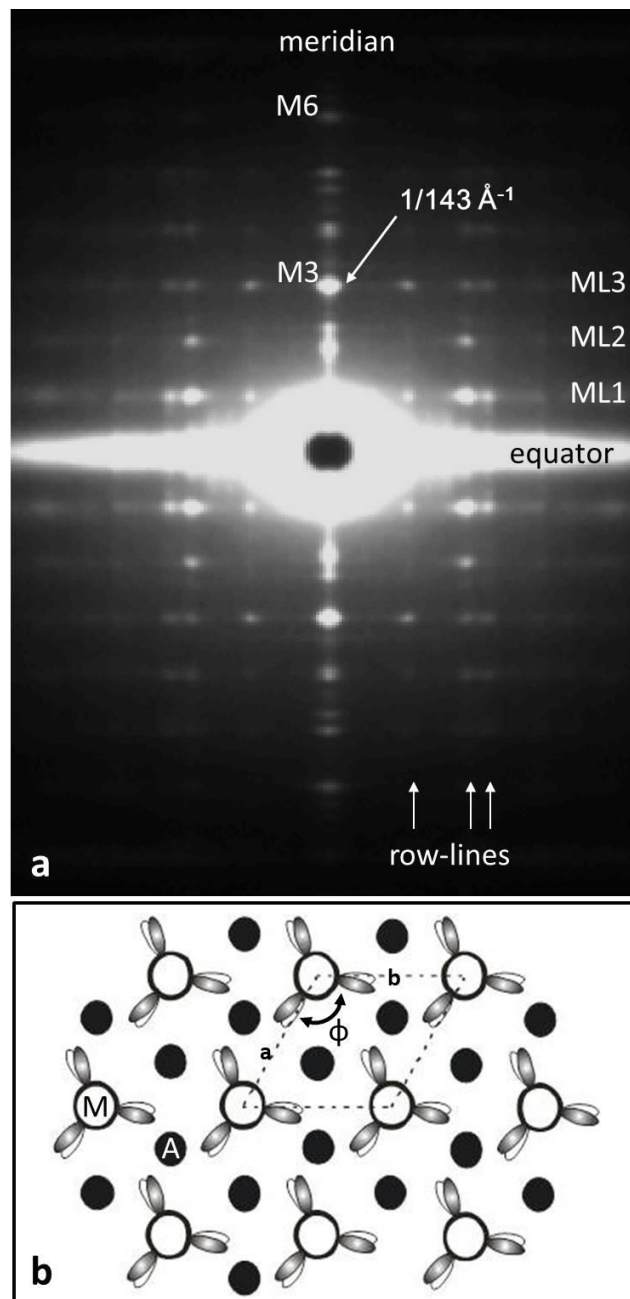 meridian
M6
1/143 Å⁻¹
M3
ML3
ML2
ML1
equator
row-lines
a
b
ϕ
a
M
A
b